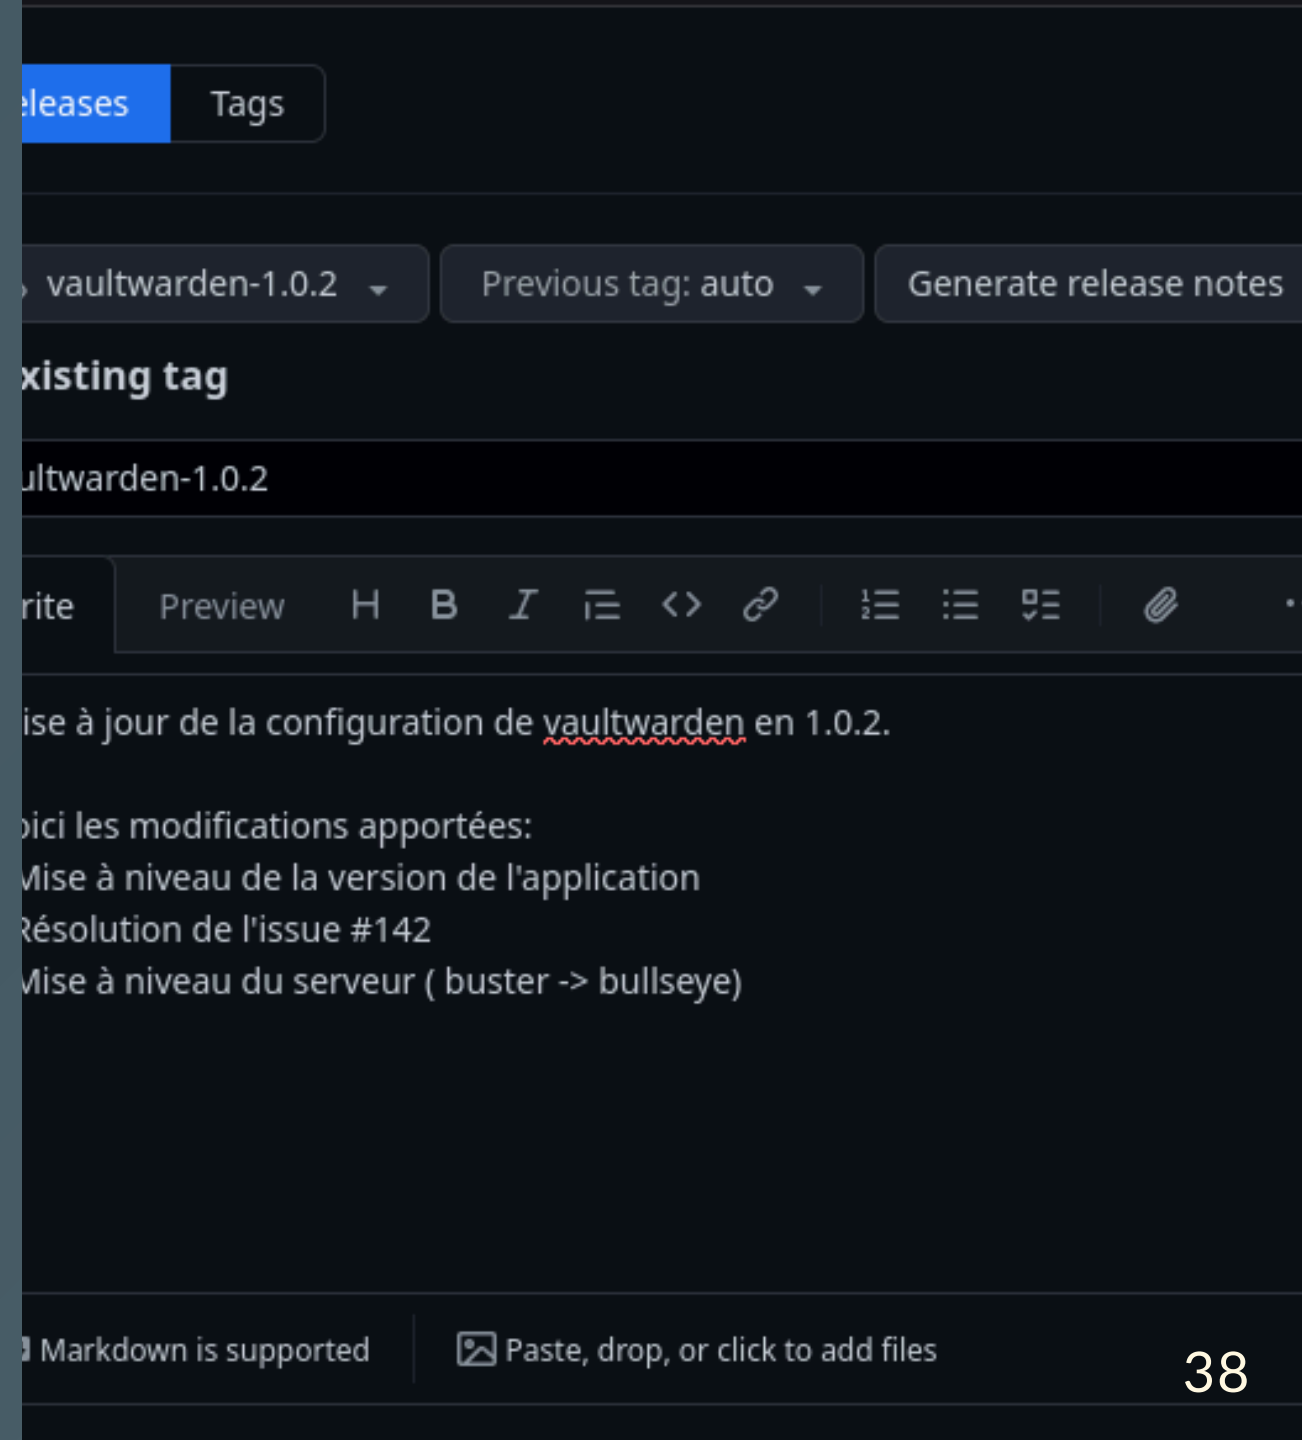 eleases Tags
vaultwarden-1.0.2 Previous tag: auto Generate release notes
xisting tag
ultwarden-1.0.2
rite Preview
ise à jour de la configuration de vaultwarden en 1.0.2.
oici les modifications apportées:
Mise à niveau de la version de l'application
Résolution de l'issue #142
Mise à niveau du serveur ( buster -> bullseye)
Markdown is supported Paste, drop, or click to add files
38